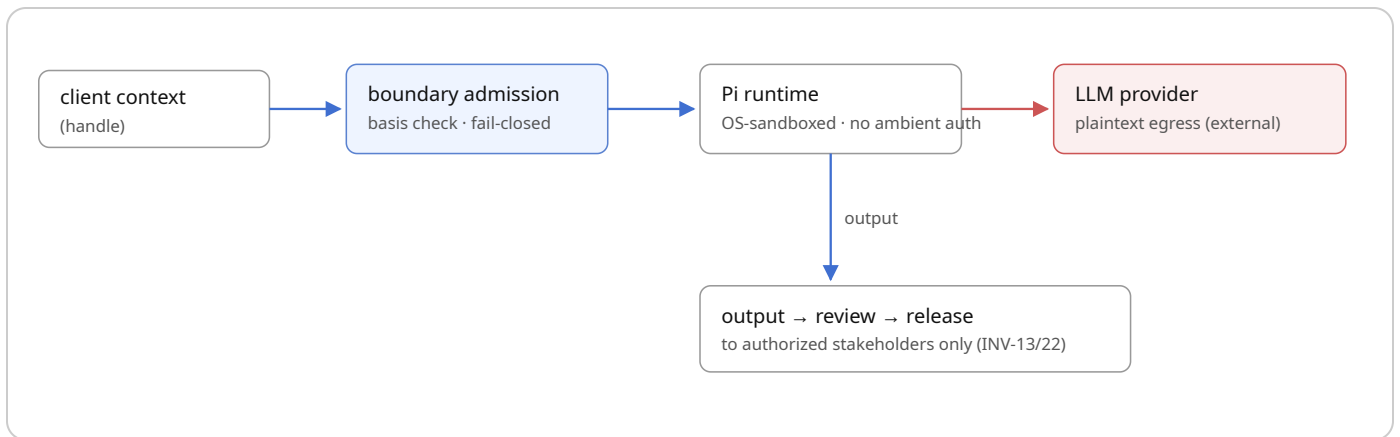 client context
(handle)
boundary admission
basis check · fail-closed
Pi runtime
OS-sandboxed · no ambient auth
LLM provider
plaintext egress (external)
output
output → review → release
to authorized stakeholders only (INV-13/22)